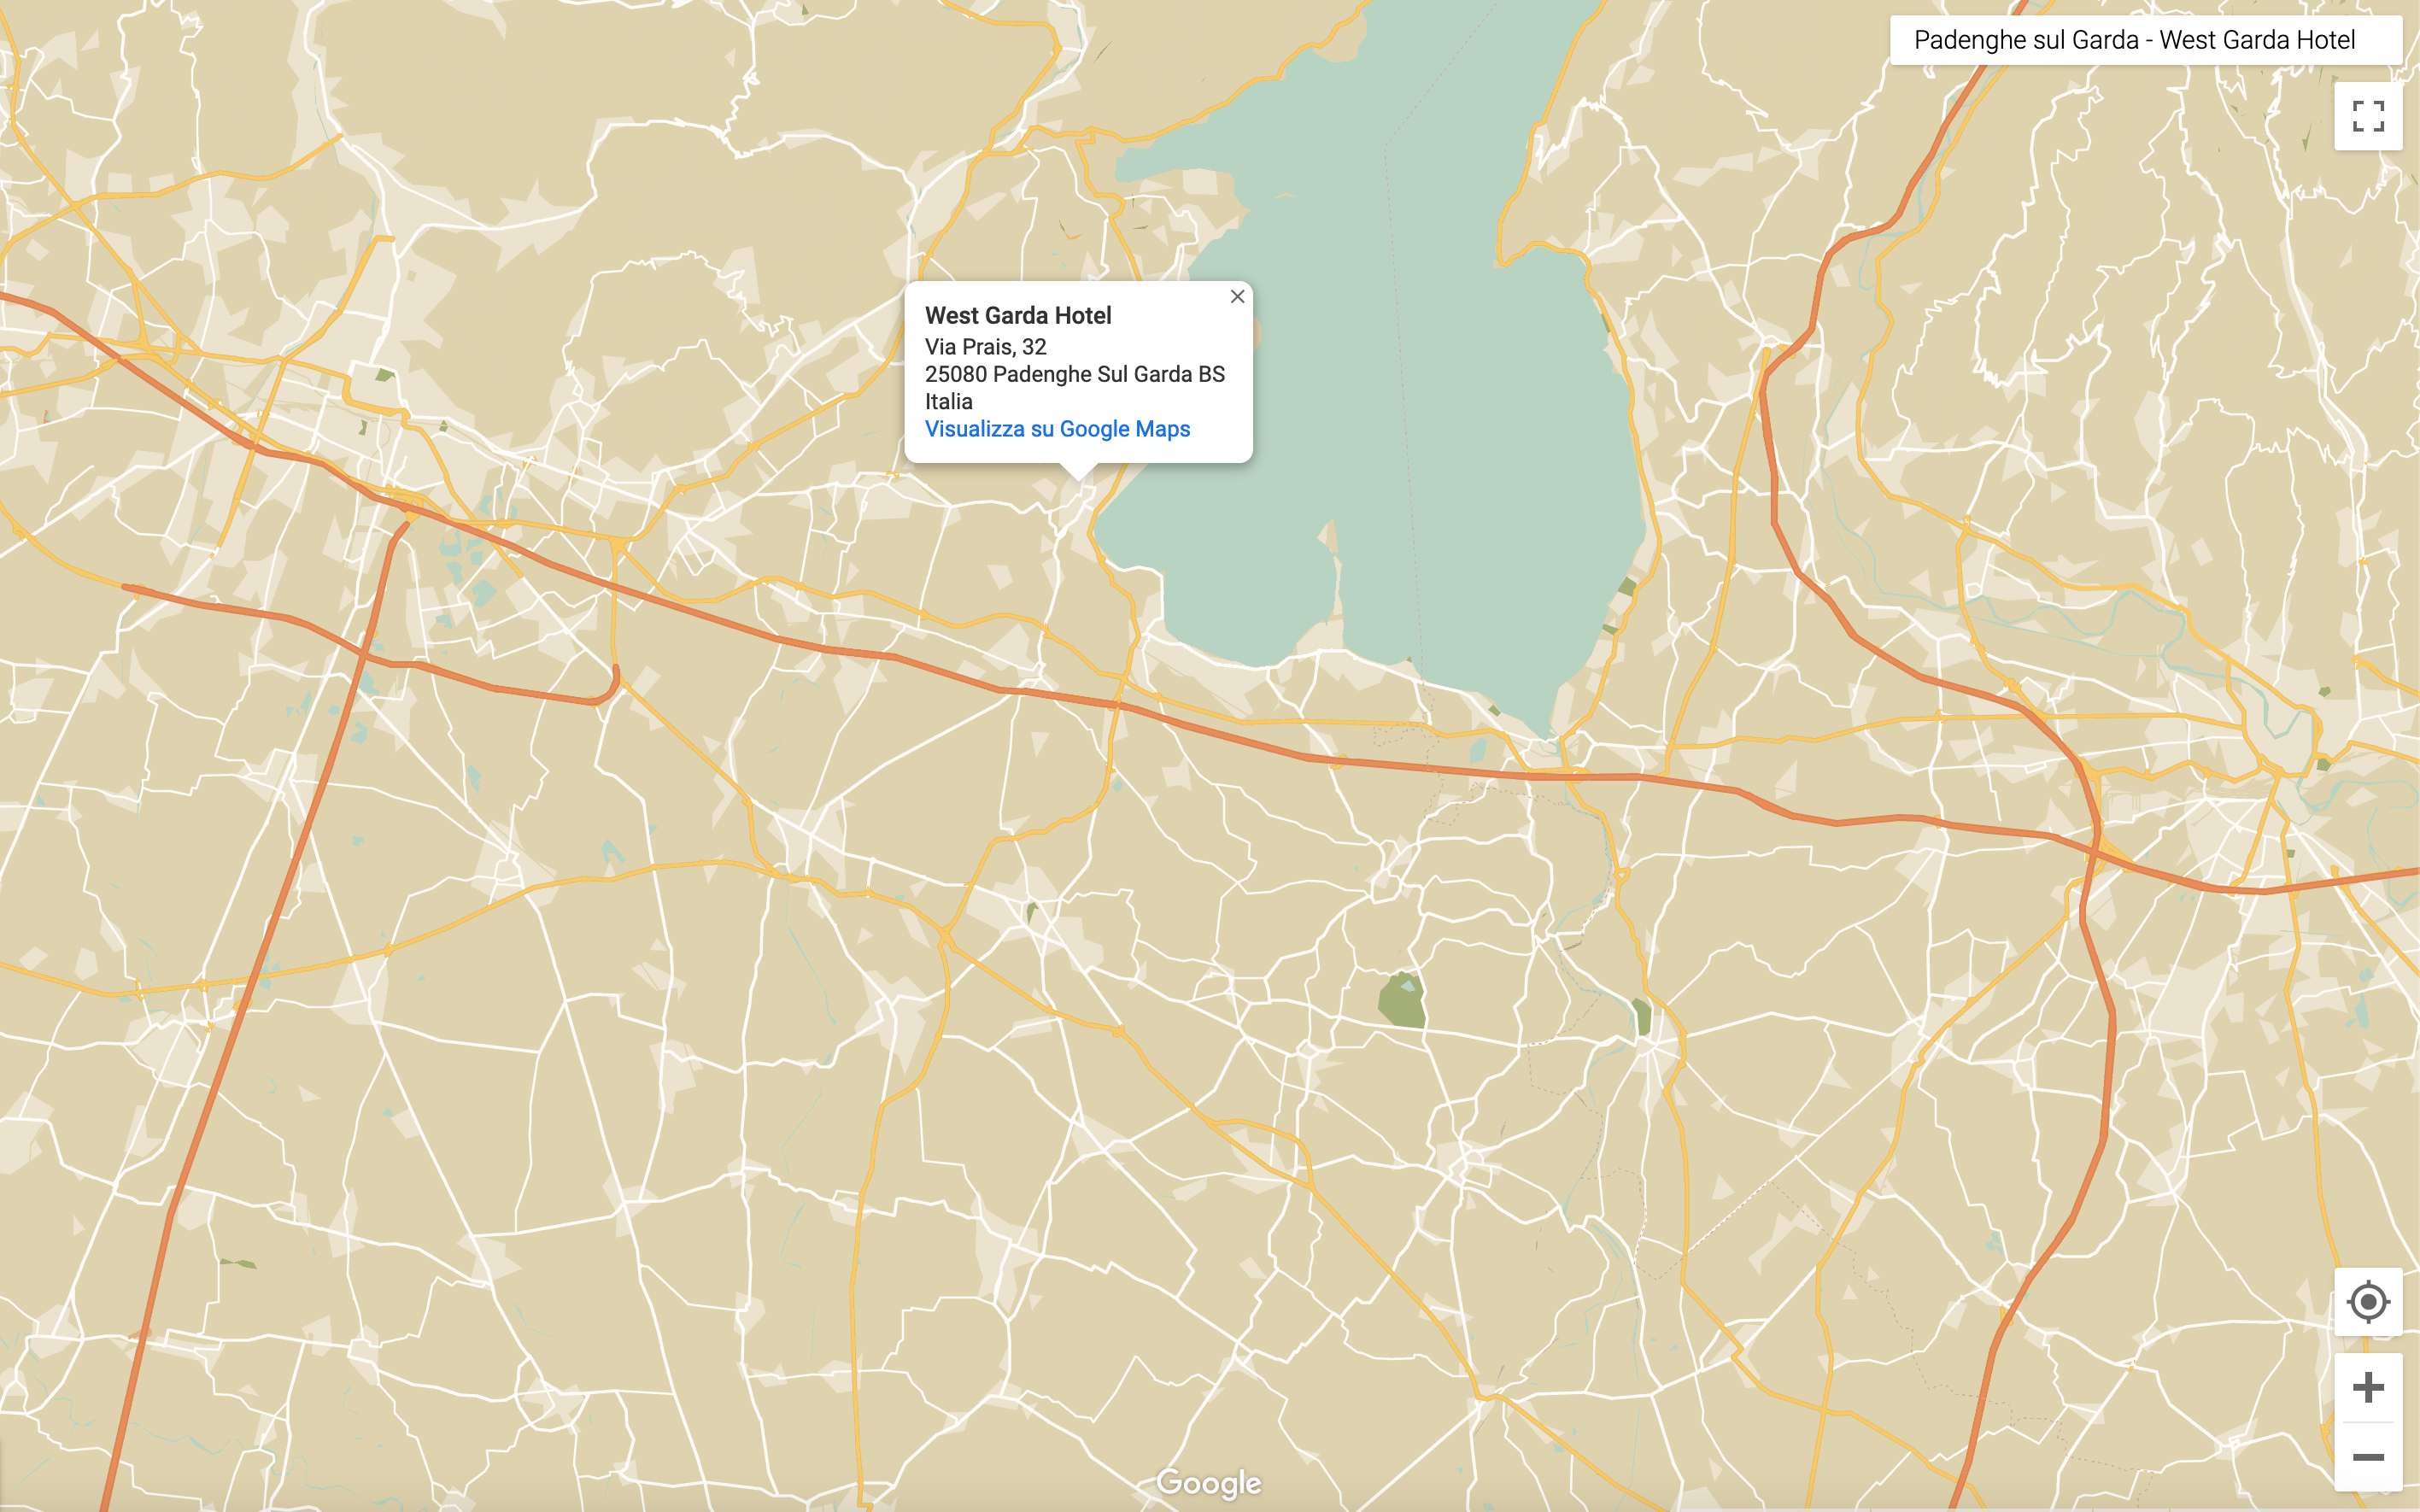 Padenghe sul Garda - West Garda Hotel
West Garda Hotel
Via Prais, 32
25080 Padenghe Sul Garda BS
Italia
Visualizza su Google Maps
Google